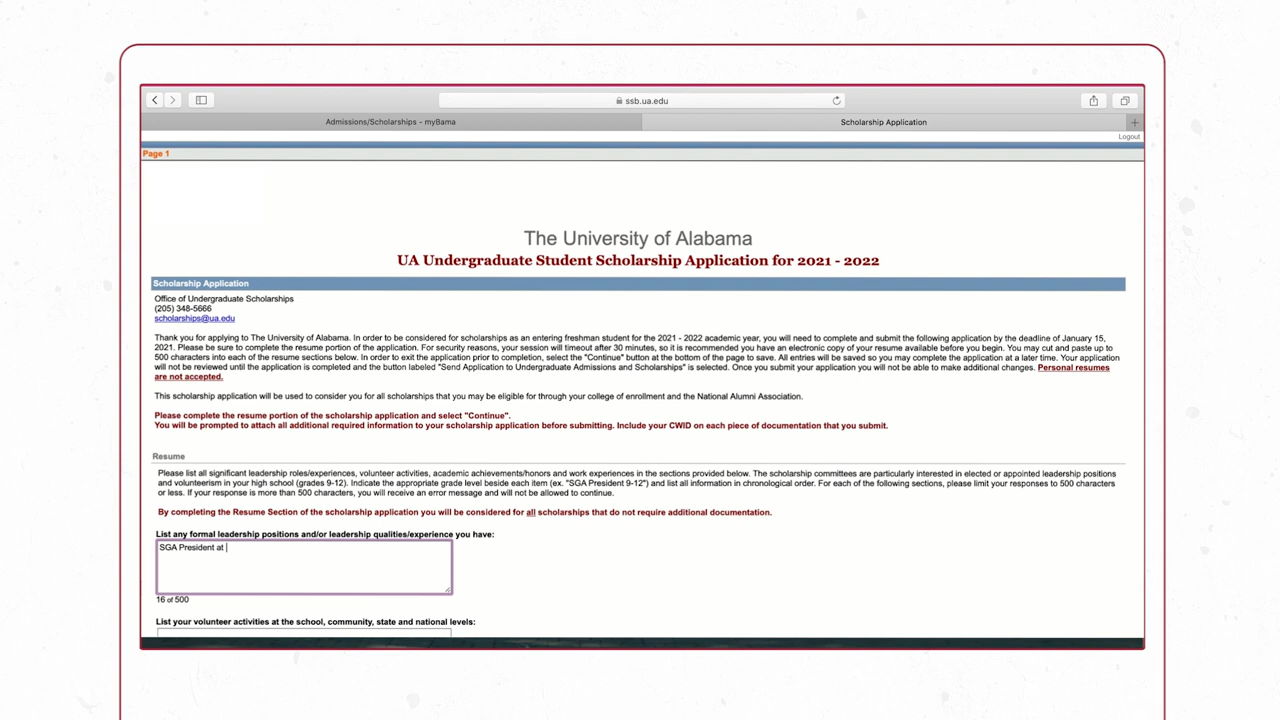 ssb.ua.edu
Admissions/Scholarships - myBama
Scholarship Application
+
Logout
Page 1
The University of Alabama
UA Undergraduate Student Scholarship Application for 2021 - 2022
Scholarship Application
Office of Undergraduate Scholarships
(205) 348-5666
scholarships@ua.edu
Thank you for applying to The University of Alabama. In order to be considered for scholarships as an entering freshman student for the 2021 - 2022 academic year, you will need to complete and submit the following application by the deadline of January 15,
2021. Please be sure to complete the resume portion of the application. For security reasons, your session will timeout after 30 minutes, so it is recommended you have an electronic copy of your resume available before you begin. You may cut and paste up to
500 characters into each of the resume sections below. In order to exit the application prior to completion, select the "Continue" button at the bottom of the page to save. All entries will be saved so you may complete the application at a later time. Your application
will not be reviewed until the application is completed and the button labeled "Send Application to Undergraduate Admissions and Scholarships" is selected. Once you submit your application you will not be able to make additional changes. Personal resumes
are not accepted.
This scholarship application will be used to consider you for all scholarships that you may be eligible for through your college of enrollment and the National Alumni Association.
Please complete the resume portion of the scholarship application and select "Continue".
You will be prompted to attach all additional required information to your scholarship application before submitting. Include your CWID on each piece of documentation that you submit.
Resume
Please list all significant leadership roles/experiences, volunteer activities, academic achievements/honors and work experiences in the sections provided below. The scholarship committees are particularly interested in elected or appointed leadership positions
and volunteerism in your high school (grades 9-12). Indicate the appropriate grade level beside each item (ex. "SGA President 9-12") and list all information in chronological order. For each of the following sections, please limit your responses to 500 characters
or less. If your response is more than 500 characters, you will receive an error message and will not be allowed to continue.
By completing the Resume Section of the scholarship application you will be considered for all scholarships that do not require additional documentation.
List any formal leadership positions and/or leadership qualities/experience you have:
SGA President at
16 of 500
List your volunteer activities at the school, community, state and national levels: